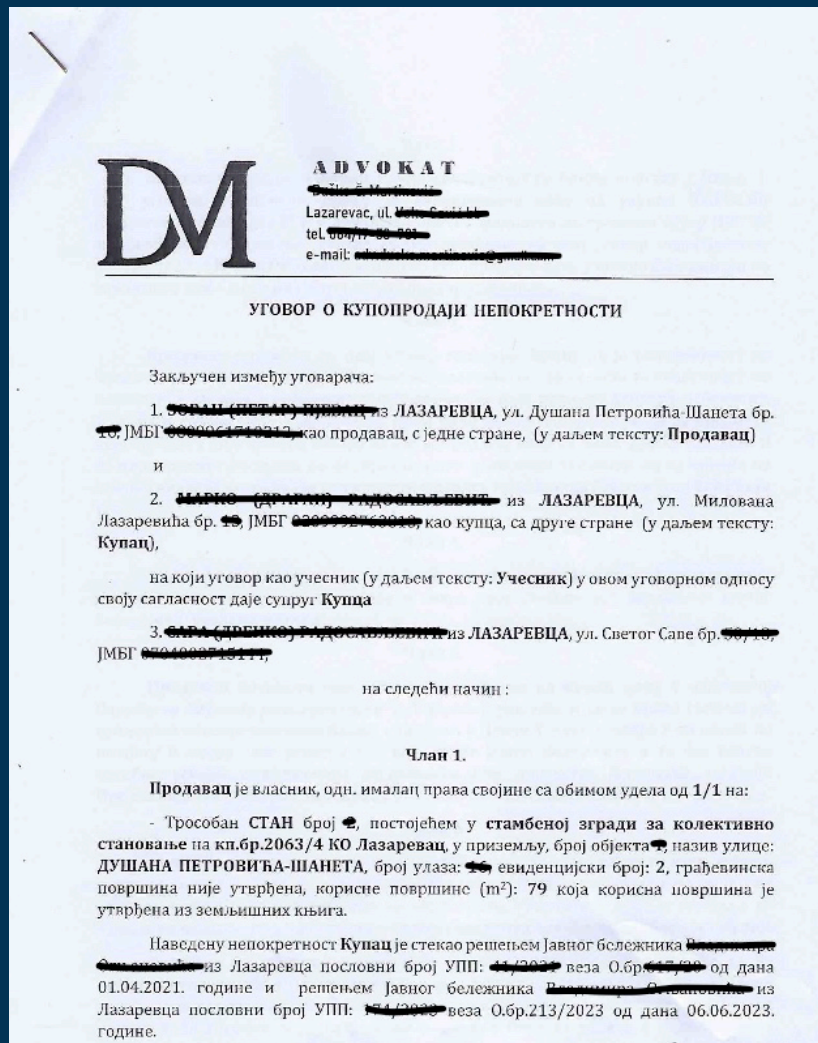 DM
ADVOKAT
Lazarevac, ul.
tel.
e-mail:
УГОВОР О КУПОПРОДАЈИ НЕПОКРЕТНОСТИ
Закључен између уговарача:
1. из ЛАЗАРЕВЦА, ул. Душана Петровића-Шанета бр.
ЈМБГ као продавац, с једне стране, (у даљем тексту: Продавац)
и
2. из ЛАЗАРЕВЦА, ул. Милована
Лазаревића бр. ЈМБГ као купца, са друге стране (у даљем тексту:
Купац),
на који уговор као учесник (у даљем тексту: Учесник) у овом уговорном односу
своју сагласност даје супруг Купца
3. из ЛАЗАРЕВЦА, ул. Светог Саве бр.
ЈМБГ
на следећи начин :
Члан 1.
Продавац је власник, одн. ималац права својине са обимом удела од 1/1 на:
- Трособан СТАН број постојећем у стамбеној згради за колективно
становање на кп.бр.2063/4 КО Лазаревац, у приземљу, број објекта назив улице:
ДУШАНА ПЕТРОВИЋА-ШАНЕТА, број улаза: евиденцијски број: 2, грађевинска
површина није утврђена, корисне површине (m²): 79 која корисна површина је
утврђена из земљишних књига.
Наведену непокретност Купац је стекао решењем Јавног бележника
из Лазаревца пословни број УПП: веза О.бр. од дана
01.04.2021. године и решењем Јавног бележника из
Лазаревца пословни број УПП: веза О.бр.213/2023 од дана 06.06.2023.
године.